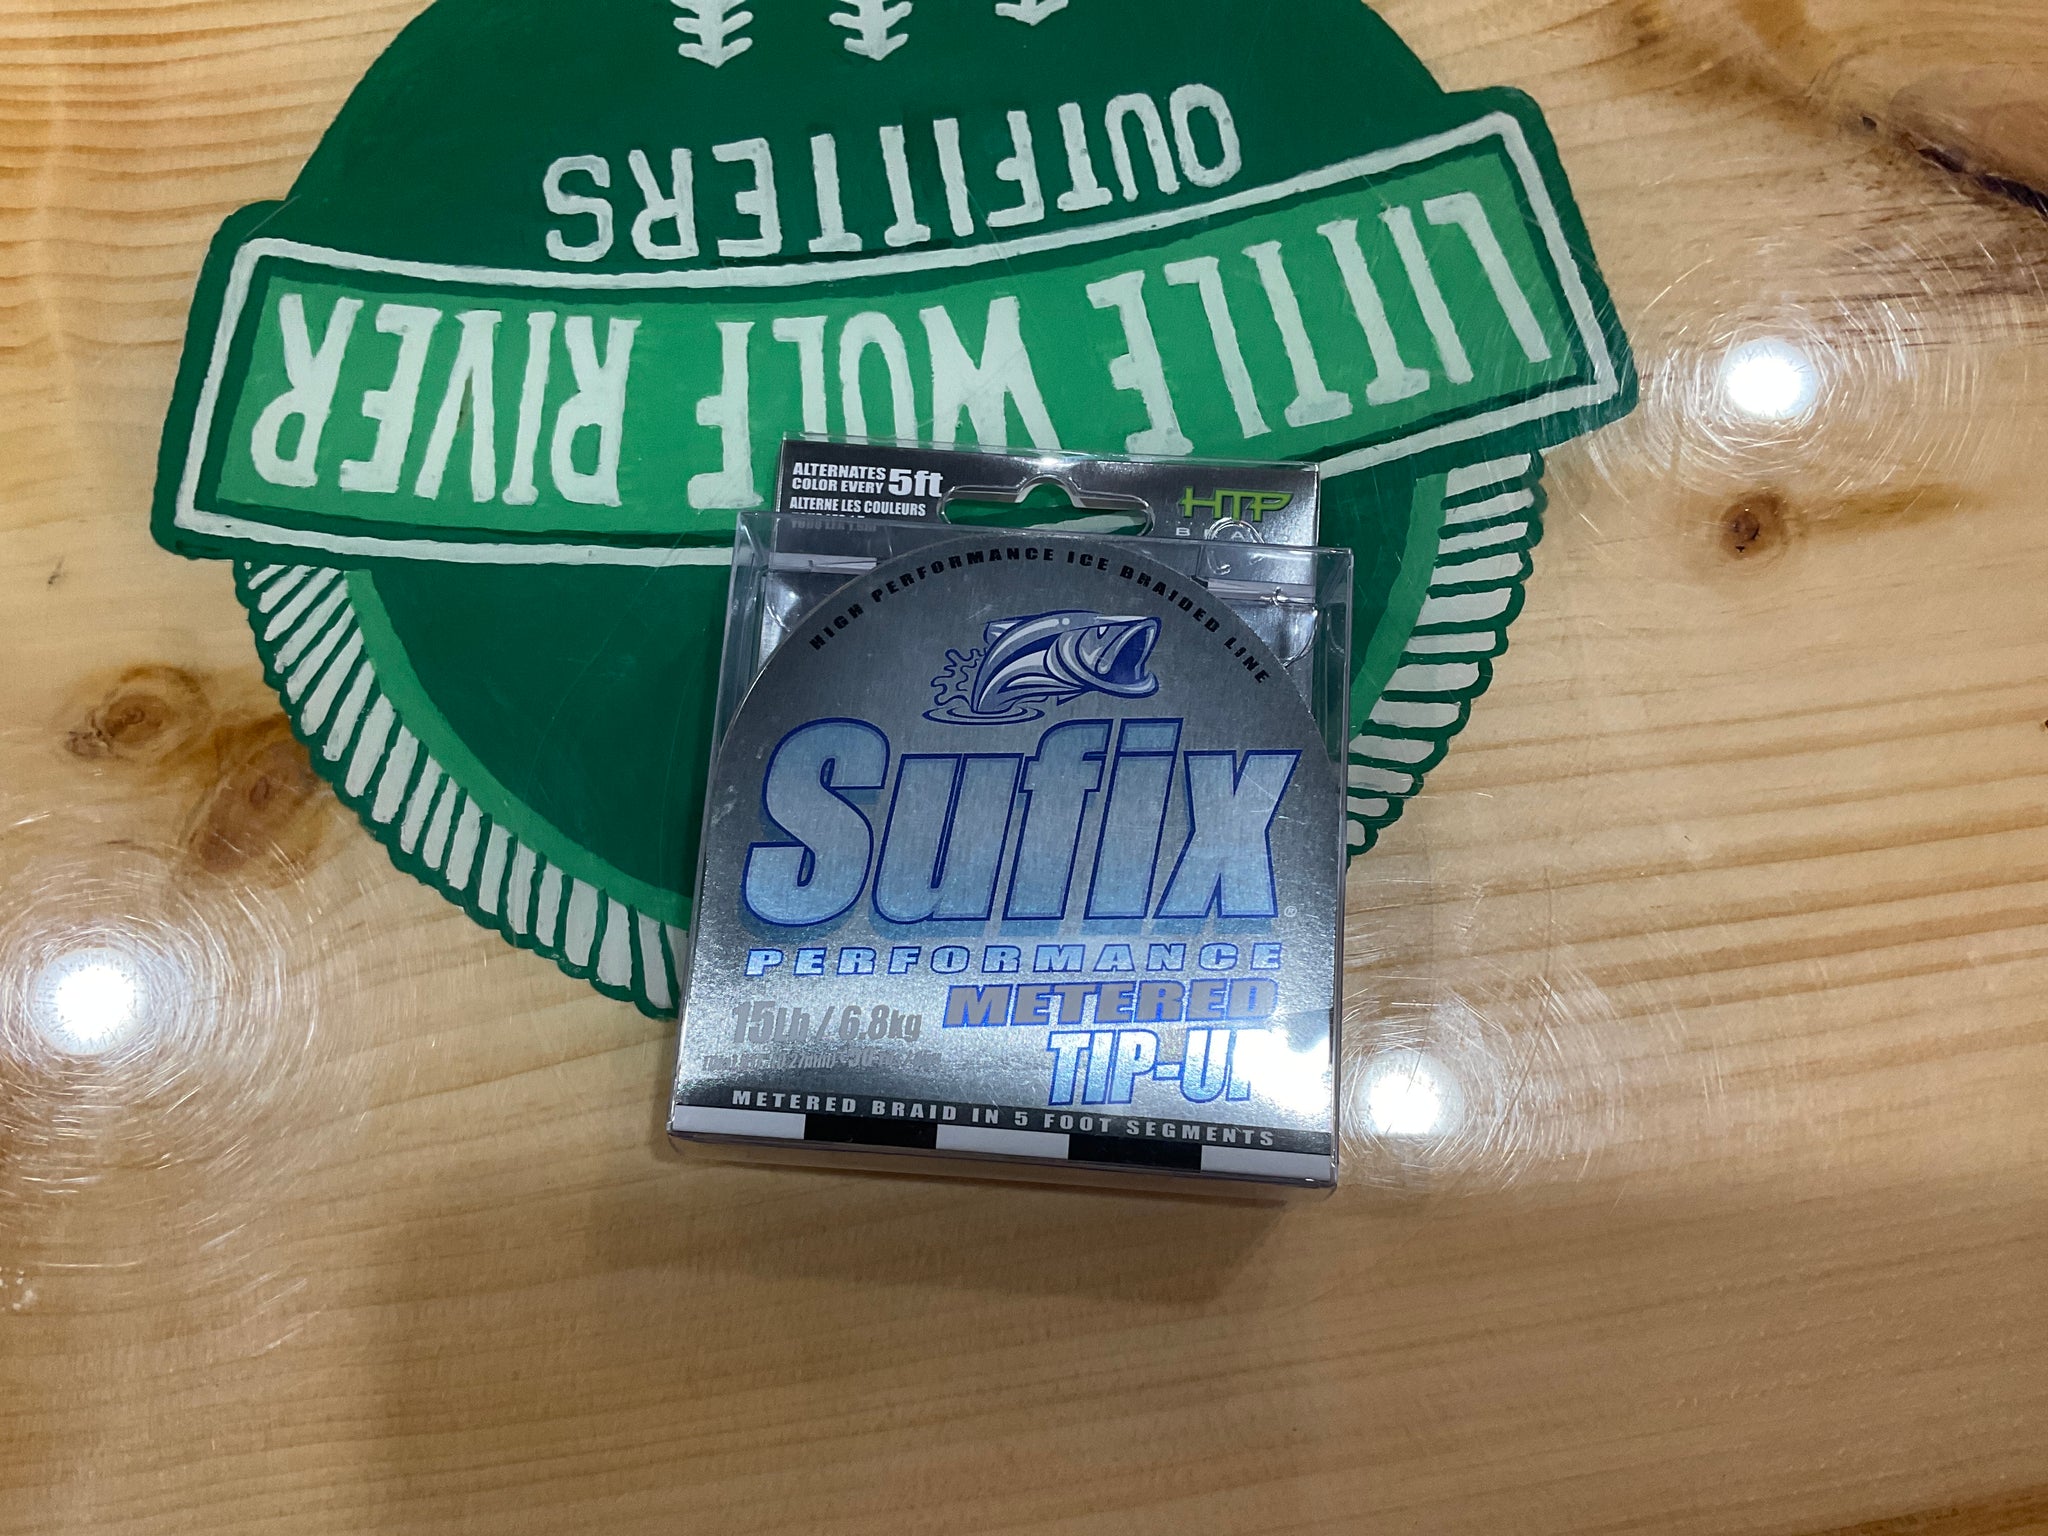 OUTFITTERS
LITTLE WOLF RIVER
ALTERNATES
COLOR EVERY 5ft
ALTERNE LES COULEURS
HTP
HIGH PERFORMANCE ICE BRAIDED LINE
Sufix®
PERFORMANCE
METERED
TIP-UP
15Lb / 6.8kg
METERED BRAID IN 5 FOOT SEGMENTS